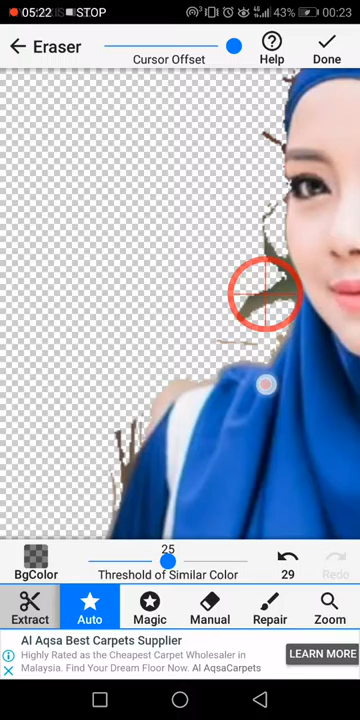 05:22 STOP 43% 00:23
Eraser Cursor Offset Help Done
25
BgColor Threshold of Similar Color 29 Redo
Extract Auto Magic Manual Repair Zoom
Al Aqsa Best Carpets Supplier
Highly Rated as the Cheapest Carpet Wholesaler in
Malaysia. Find Your Dream Floor Now. Al AqsaCarpets
LEARN MORE